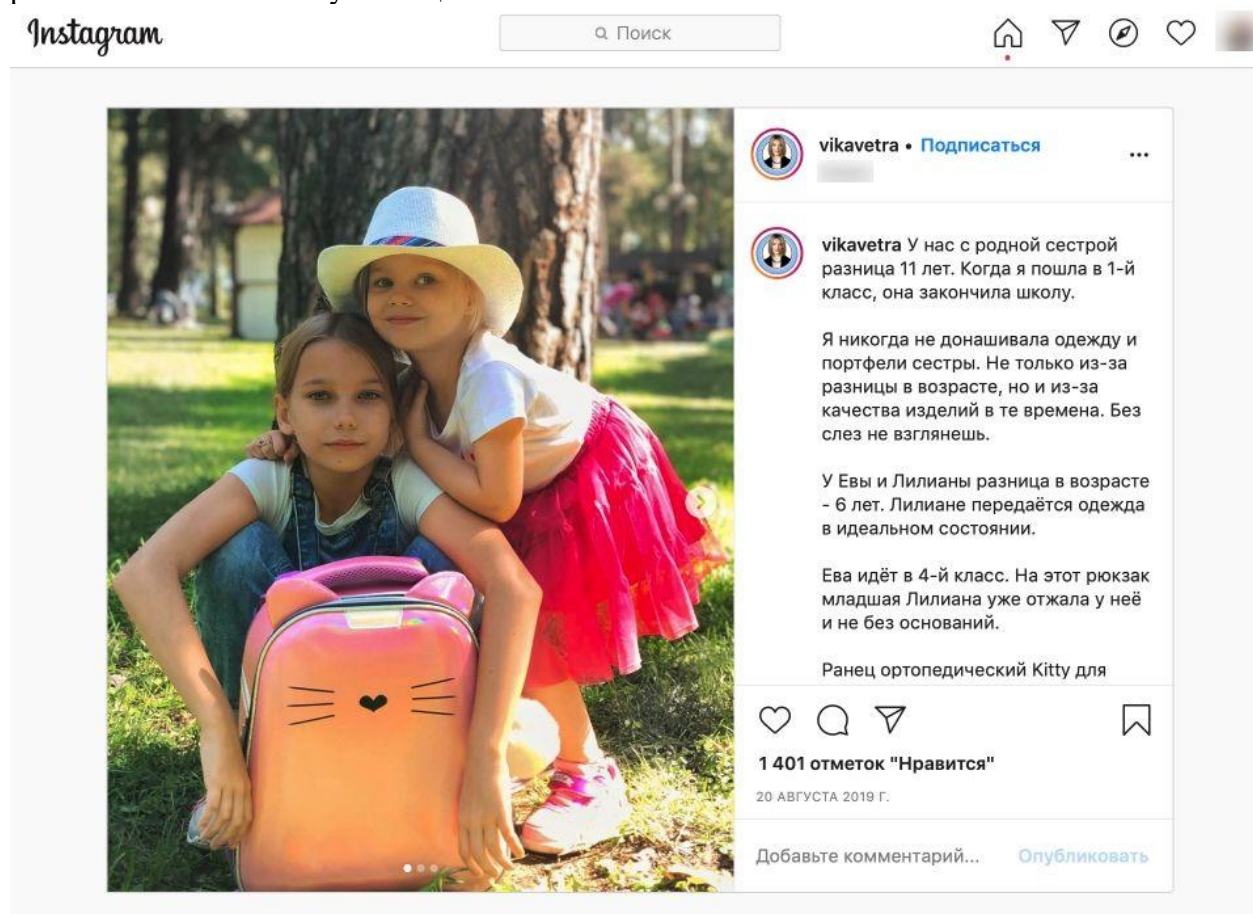 Instagram
Поиск
vikavetra • Подписаться
vikavetra У нас с родной сестрой
разница 11 лет. Когда я пошла в 1-й
класс, она закончила школу.
Я никогда не донашивала одежду и
портфели сестры. Не только из-за
разницы в возрасте, но и из-за
качества изделий в те времена. Без
слез не взглянешь.
У Евы и Лилианы разница в возрасте
- 6 лет. Лилиане передаётся одежда
в идеальном состоянии.
Ева идёт в 4-й класс. На этот рюкзак
младшая Лилиана уже отжала у неё
и не без оснований.
Ранец ортопедический Kitty для
1 401 отметок "Нравится"
20 АВГУСТА 2019 Г.
Добавьте комментарий... Опубликовать